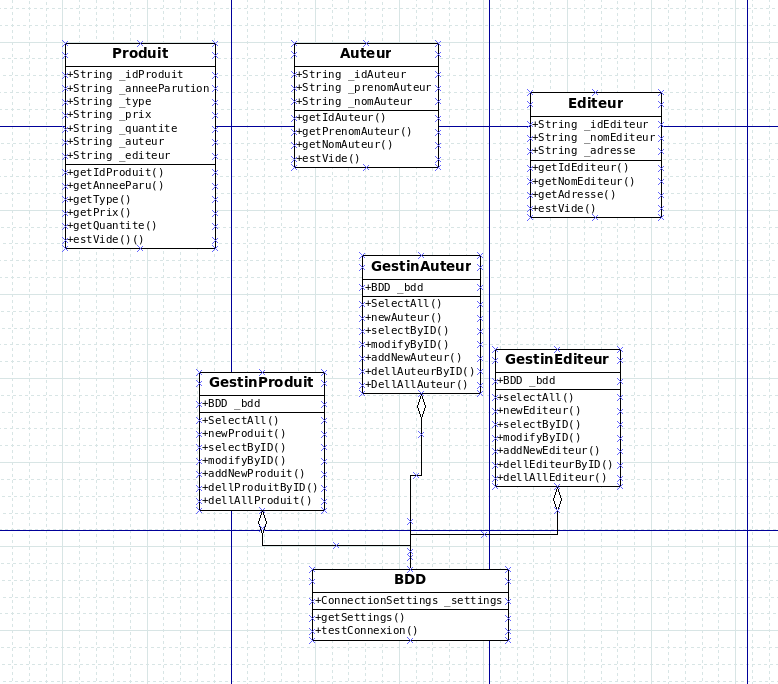 Produit
+String _idProduit
+String _anneeParution
+String _type
+String _prix
+String _quantite
+String _auteur
+String _editeur
+getIdProduit()
+getAnneeParu()
+getType()
+getPrix()
+getQuantite()
+estVide()()
Auteur
+String _idAuteur
+String _prenomAuteur
+String _nomAuteur
+getIdAuteur()
+getPrenomAuteur()
+getNomAuteur()
+estVide()
Editeur
+String _idEditeur
+String _nomEditeur
+String _adresse
+getIdEditeur()
+getNomEditeur()
+getAdresse()
+estVide()
GestinAuteur
+BDD _bdd
+SelectAll()
+newAuteur()
+selectByID()
+modifyByID()
+addNewAuteur()
+dellAuteurByID()
+DellAllAuteur()
GestinEditeur
+BDD _bdd
+selectAll()
+newEditeur()
+selectByID()
+modifyByID()
+addNewEditeur()
+dellEditeurByID()
+dellAllEditeur()
GestinProduit
+BDD _bdd
+SelectAll()
+newProduit()
+selectByID()
+modifyByID()
+addNewProduit()
+dellProduitByID()
+dellAllProduit()
BDD
+ConnectionSettings _settings
+getSettings()
+testConnexion()